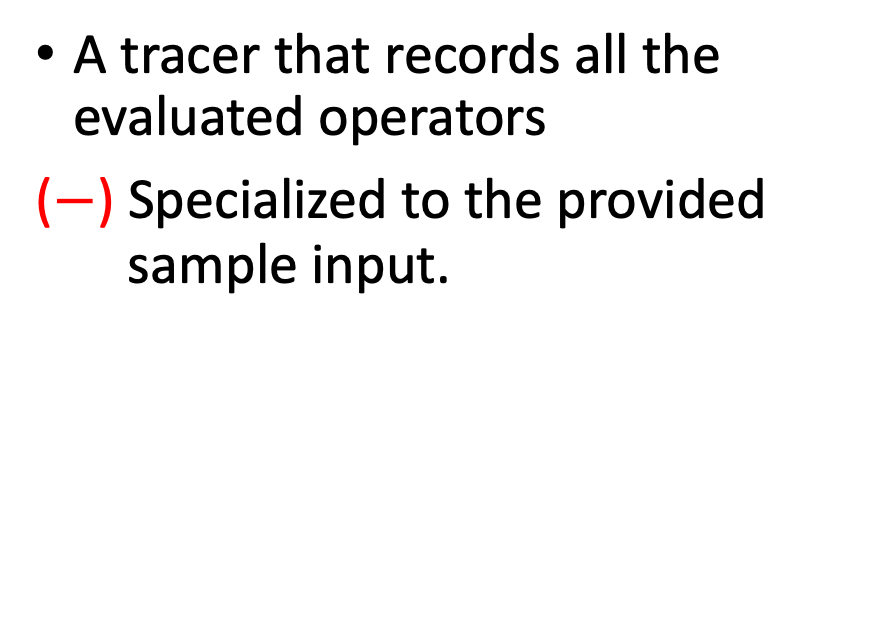 • A tracer that records all the
evaluated operators
(−) Specialized to the provided
sample input.